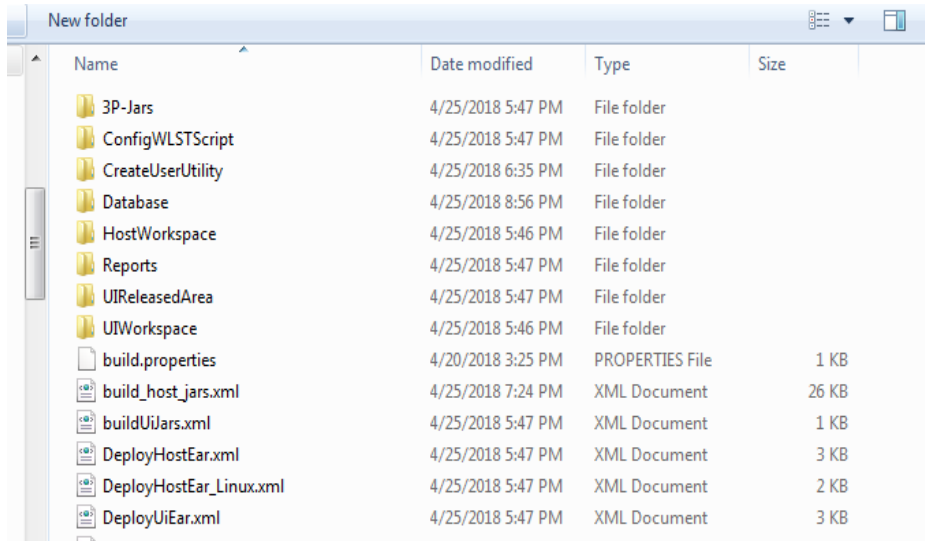 New folder
Name Date modified Type Size
3P-Jars 4/25/2018 5:47 PM File folder
ConfigWLSTScript 4/25/2018 5:47 PM File folder
CreateUserUtility 4/25/2018 6:35 PM File folder
Database 4/25/2018 8:56 PM File folder
HostWorkspace 4/25/2018 5:46 PM File folder
Reports 4/25/2018 5:47 PM File folder
UIReleasedArea 4/25/2018 5:47 PM File folder
UIWorkspace 4/25/2018 5:46 PM File folder
build.properties 4/20/2018 3:25 PM PROPERTIES File 1 KB
build_host_jars.xml 4/25/2018 7:24 PM XML Document 26 KB
buildUiJars.xml 4/25/2018 5:47 PM XML Document 1 KB
DeployHostEar.xml 4/25/2018 5:47 PM XML Document 3 KB
DeployHostEar_Linux.xml 4/25/2018 5:47 PM XML Document 2 KB
DeployUiEar.xml 4/25/2018 5:47 PM XML Document 3 KB